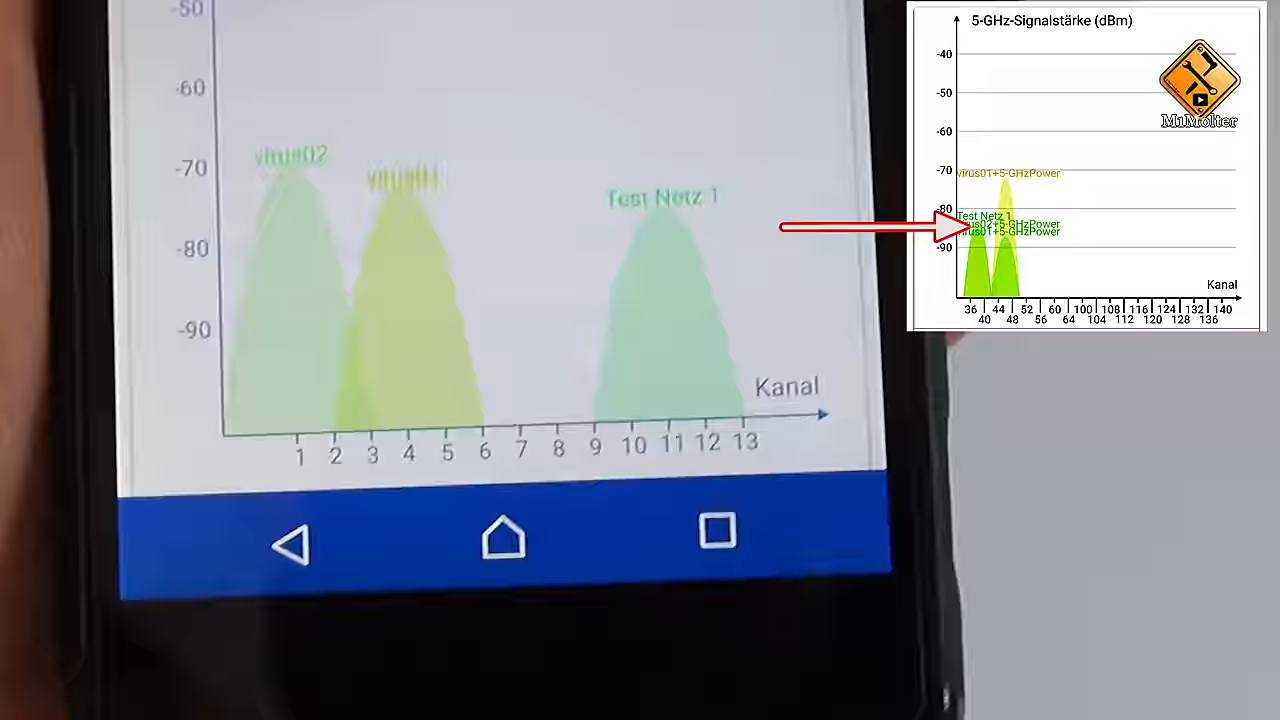 -50
-60
-70
-80
-90
virus02
virus01
Test Netz 1
Kanal
1 2 3 4 5 6 7 8 9 10 11 12 13
5-GHz-Signalstärke (dBm)
-40
-50
-60
-70
-80
-90
M1Molter
virus01+5-GHzPower
Test Netz 1
virus02+5-GHzPower
virus01+5-GHzPower
Kanal
36 44 52 60 100 108 116 124 132 140
40 48 56 64 104 112 120 128 136